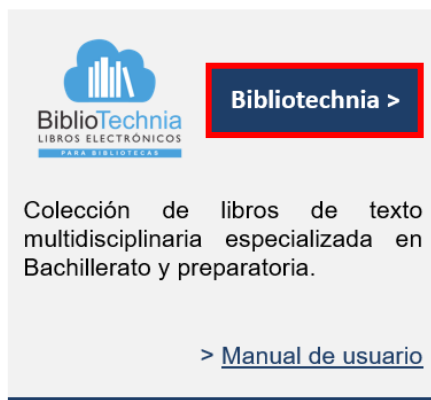 BiblioTechnia
LIBROS ELECTRÓNICOS
PARA BIBLIOTECAS
Bibliotechnia >
Colección de libros de texto
multidisciplinaria especializada en
Bachillerato y preparatoria.
> Manual de usuario